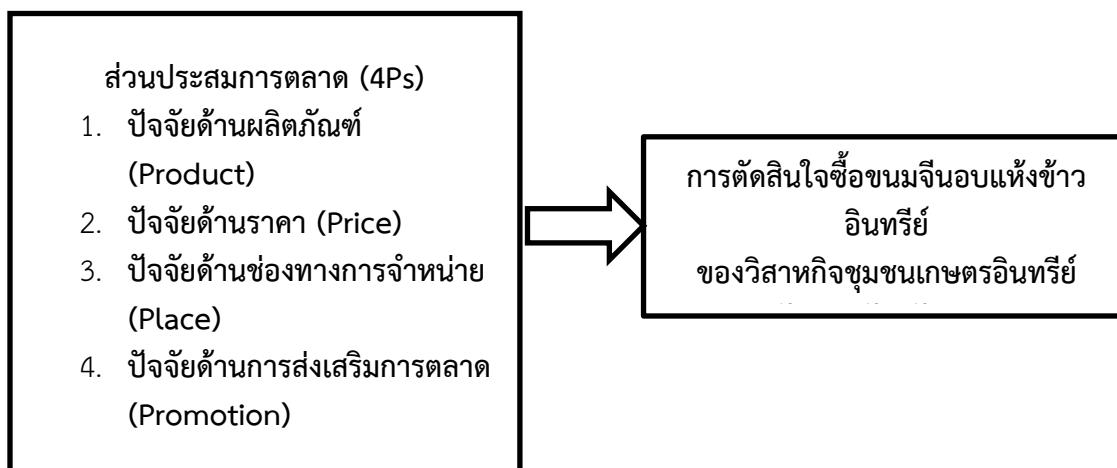 ส่วนประสมการตลาด (4Ps)
1. ปัจจัยด้านผลิตภัณฑ์
(Product)
2. ปัจจัยด้านราคา (Price)
3. ปัจจัยด้านช่องทางการจำหน่าย
(Place)
4. ปัจจัยด้านการส่งเสริมการตลาด
(Promotion)
การตัดสินใจซื้อขนมจีนอบแห้งข้าว
อินทรีย์
ของวิสาหกิจชุมชนเกษตรอินทรีย์